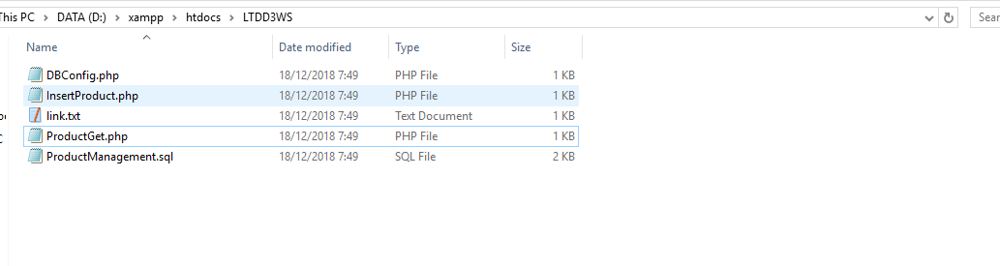 This PC > DATA (D:) > xampp > htdocs > LTDD3WS
Sear
Name Date modified Type Size
DBConfig.php 18/12/2018 7:49 PHP File 1 KB
InsertProduct.php 18/12/2018 7:49 PHP File 1 KB
link.txt 18/12/2018 7:49 Text Document 1 KB
ProductGet.php 18/12/2018 7:49 PHP File 1 KB
ProductManagement.sql 18/12/2018 7:49 SQL File 2 KB